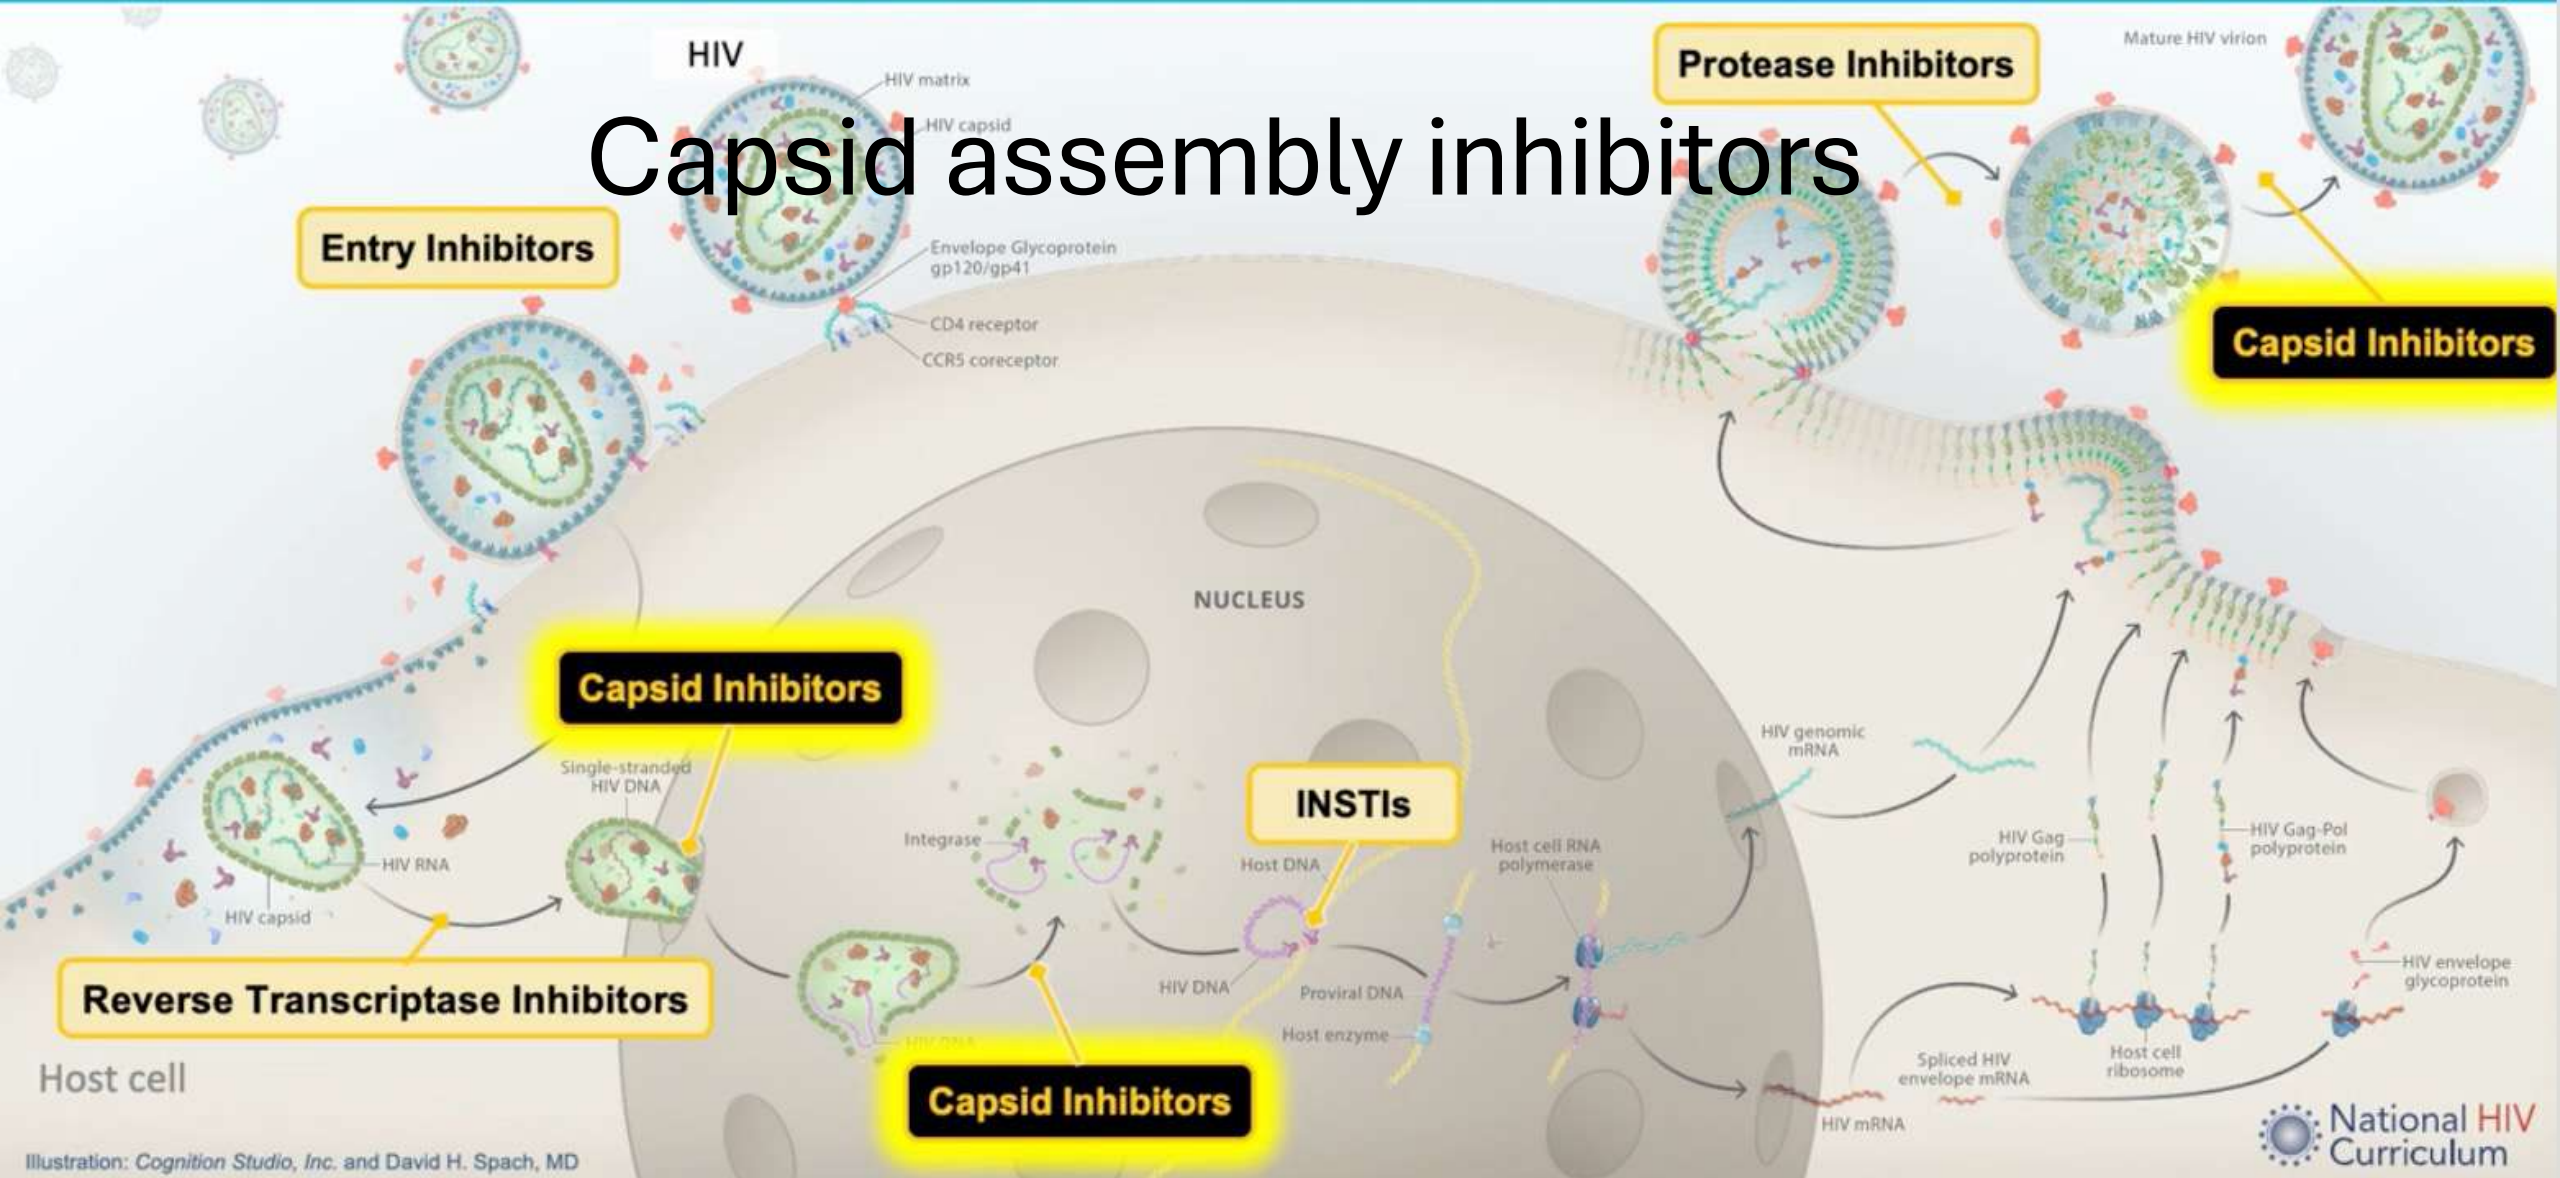 HIV
HIV matrix
HIV capsid
Capsid assembly inhibitors
Protease Inhibitors
Mature HIV virion
Entry Inhibitors
Envelope Glycoprotein
gp120/gp41
CD4 receptor
CCR5 coreceptor
Capsid Inhibitors
NUCLEUS
Capsid Inhibitors
Single-stranded
HIV DNA
HIV RNA
HIV capsid
Reverse Transcriptase Inhibitors
Integrase
INSTIs
Host DNA
Host cell RNA
polymerase
HIV DNA
Proviral DNA
Host enzyme
HIV DNA
Capsid Inhibitors
HIV genomic
mRNA
HIV Gag
polyprotein
HIV Gag-Pol
polyprotein
HIV envelope
glycoprotein
Host cell
ribosome
Spliced HIV
envelope mRNA
HIV mRNA
Host cell
Illustration: Cognition Studio, Inc. and David H. Spach, MD
National HIV
Curriculum